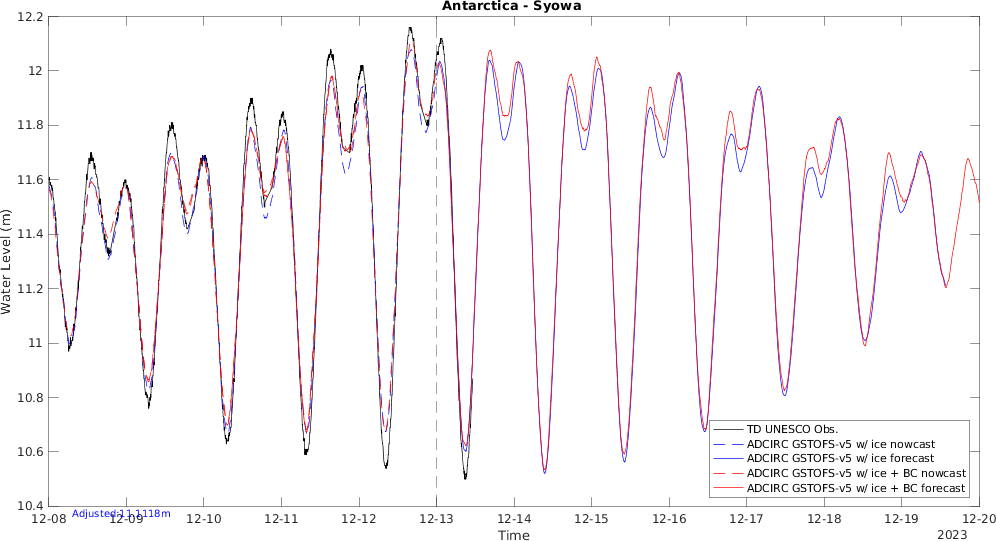 Antarctica - Syowa
12.2
12
11.8
11.6
11.4
11.2
11
10.8
10.6
10.4
Water Level (m)
12-08
12-09
12-10
12-11
12-12
12-13
12-14
12-15
12-16
12-17
12-18
12-19
12-20
Adjusted:11.1118m
Time
2023
TD UNESCO Obs.
ADCIRC GSTOFS-v5 w/ ice nowcast
ADCIRC GSTOFS-v5 w/ ice forecast
ADCIRC GSTOFS-v5 w/ ice + BC nowcast
ADCIRC GSTOFS-v5 w/ ice + BC forecast